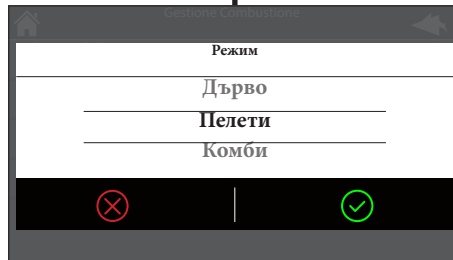 Gestione Combustione
Режим
Дърво
Пелети
Комби